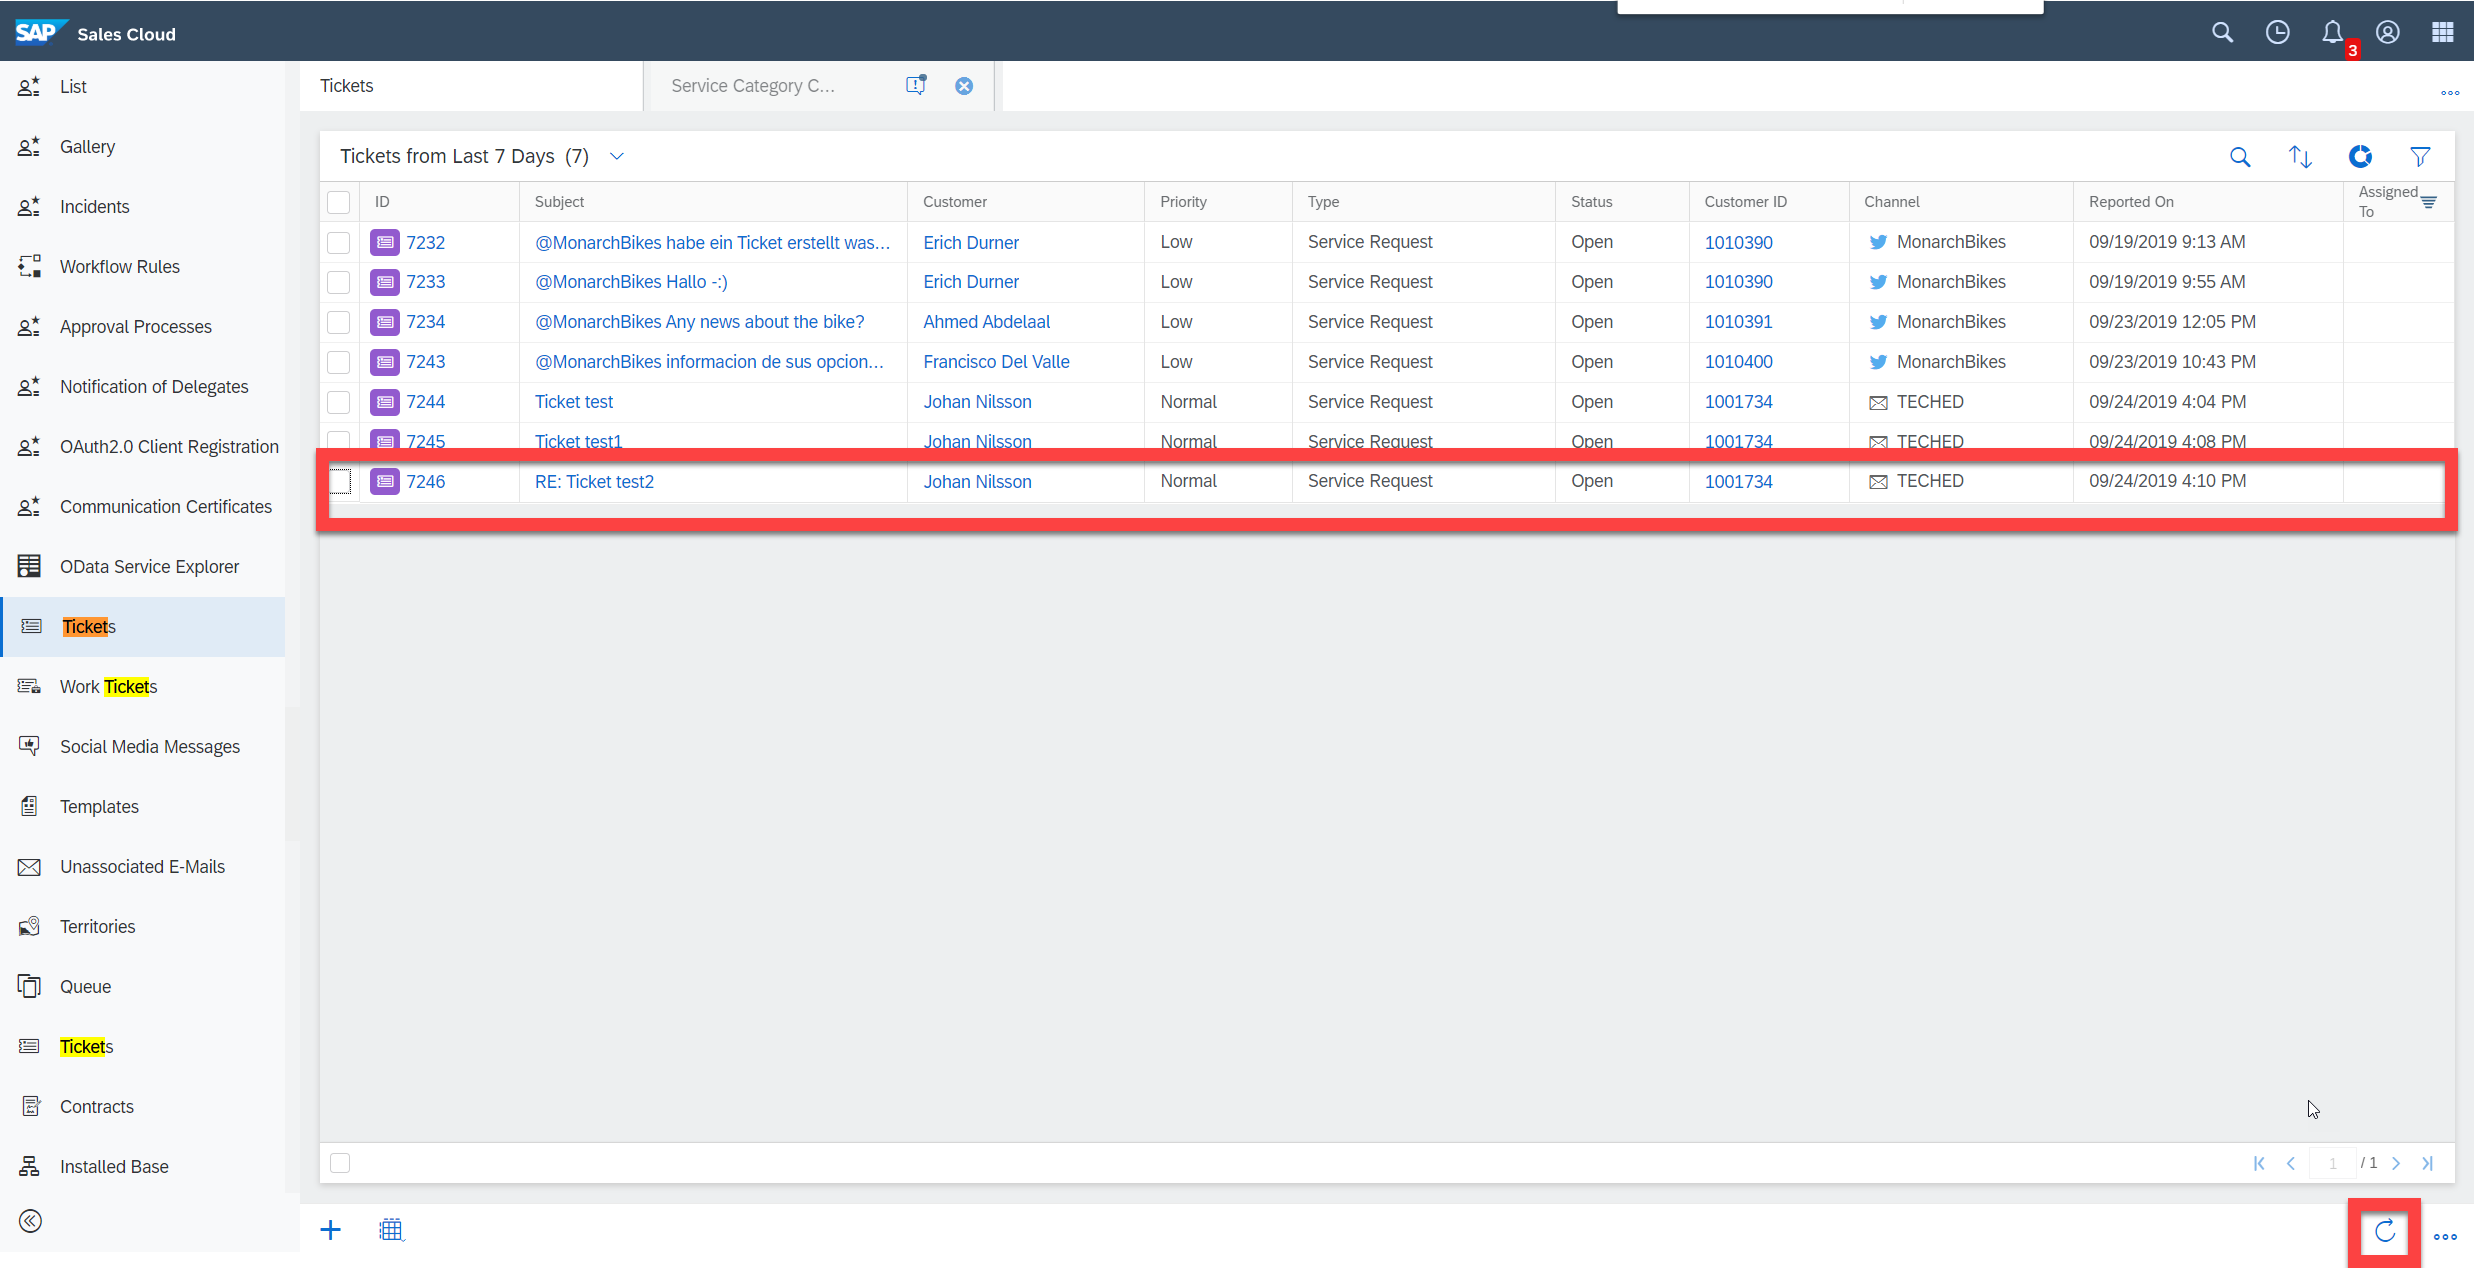 SAP Sales Cloud
3
List
Gallery
Incidents
Workflow Rules
Approval Processes
Notification of Delegates
OAuth2.0 Client Registration
Communication Certificates
OData Service Explorer
Tickets
Work Tickets
Social Media Messages
Templates
Unassociated E-Mails
Territories
Queue
Tickets
Contracts
Installed Base
Tickets
Service Category C...
Tickets from Last 7 Days (7)
ID Subject Customer Priority Type Status Customer ID Channel Reported On Assigned To
7232 @MonarchBikes habe ein Ticket erstellt was... Erich Durner Low Service Request Open 1010390 MonarchBikes 09/19/2019 9:13 AM
7233 @MonarchBikes Hallo -:) Erich Durner Low Service Request Open 1010390 MonarchBikes 09/19/2019 9:55 AM
7234 @MonarchBikes Any news about the bike? Ahmed Abdelaal Low Service Request Open 1010391 MonarchBikes 09/23/2019 12:05 PM
7243 @MonarchBikes informacion de sus opcion... Francisco Del Valle Low Service Request Open 1010400 MonarchBikes 09/23/2019 10:43 PM
7244 Ticket test Johan Nilsson Normal Service Request Open 1001734 TECHED 09/24/2019 4:04 PM
7245 Ticket test1 Johan Nilsson Normal Service Request Open 1001734 TECHED 09/24/2019 4:08 PM
7246 RE: Ticket test2 Johan Nilsson Normal Service Request Open 1001734 TECHED 09/24/2019 4:10 PM
1 / 1